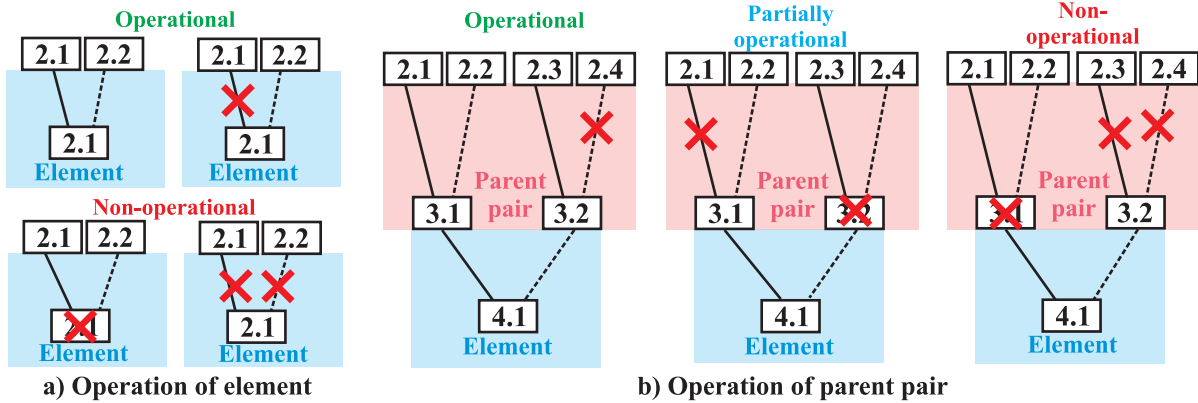 Operational
2.1 2.2
2.1
Element
2.1 2.2
2.1
Element
Non-operational
2.1 2.2
2.1
Element
2.1 2.2
2.1
Element
a) Operation of element
Operational
2.1 2.2 2.3 2.4
Parent
pair
3.1 3.2
4.1
Element
Partially
operational
2.1 2.2 2.3 2.4
Parent
pair
3.1 3.2
4.1
Element
Non-
operational
2.1 2.2 2.3 2.4
Parent
pair
3.1 3.2
4.1
Element
b) Operation of parent pair